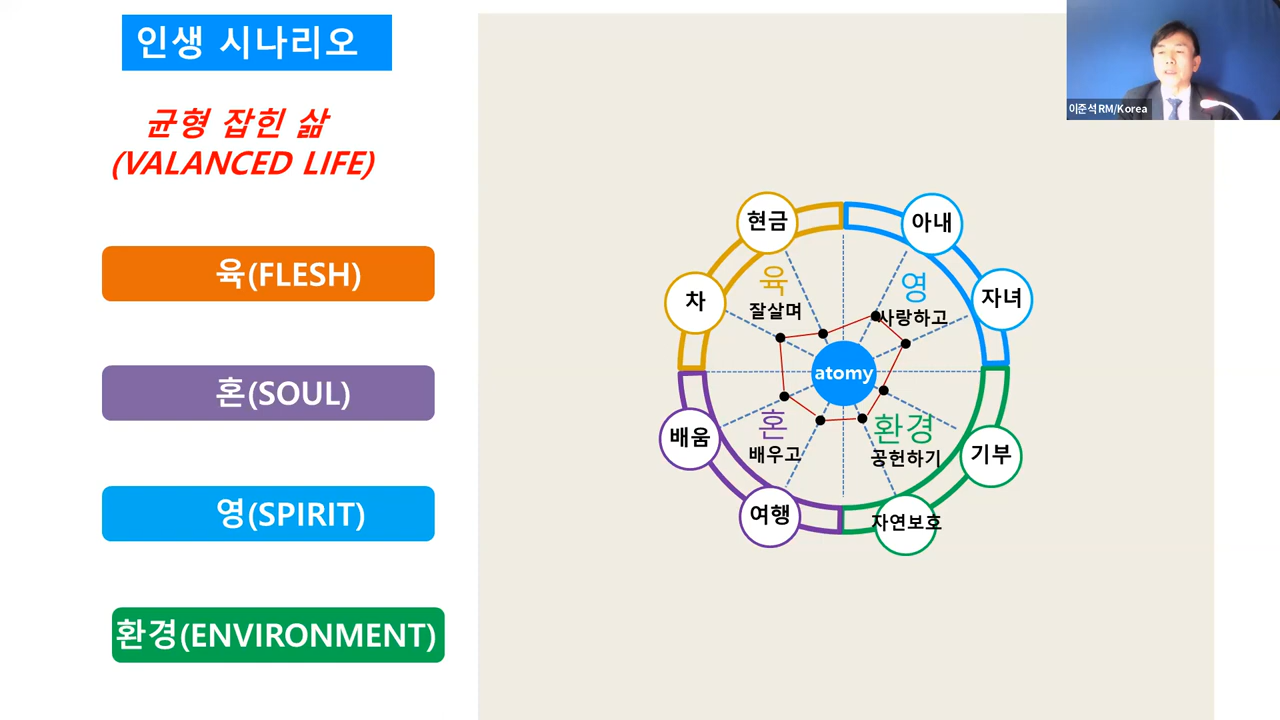 인생 시나리오
균형 잡힌 삶
(VALANCED LIFE)
육(FLESH)
혼(SOUL)
영(SPIRIT)
환경(ENVIRONMENT)
이준석 RM/Korea
현금
아내
차
자녀
육
잘살며
영
사랑하고
atomy
혼
배우고
환경
공헌하기
배움
기부
여행
자연보호